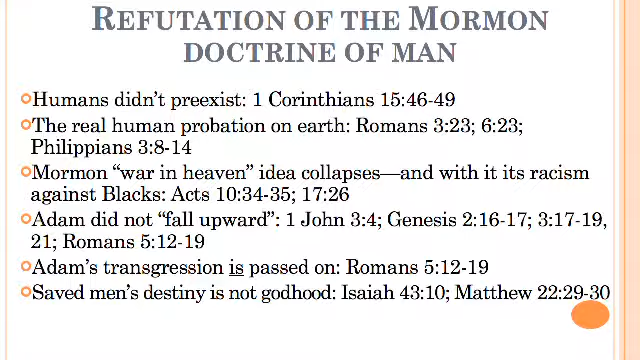 REFUTATION OF THE MORMON
DOCTRINE OF MAN
Humans didn't preexist: 1 Corinthians 15:46-49
The real human probation on earth: Romans 3:23; 6:23;
Philippians 3:8-14
Mormon “war in heaven” idea collapses—and with it its racism
against Blacks: Acts 10:34-35; 17:26
Adam did not “fall upward”: 1 John 3:4; Genesis 2:16-17; 3:17-19,
21; Romans 5:12-19
Adam's transgression is passed on: Romans 5:12-19
Saved men's destiny is not godhood: Isaiah 43:10; Matthew 22:29-30